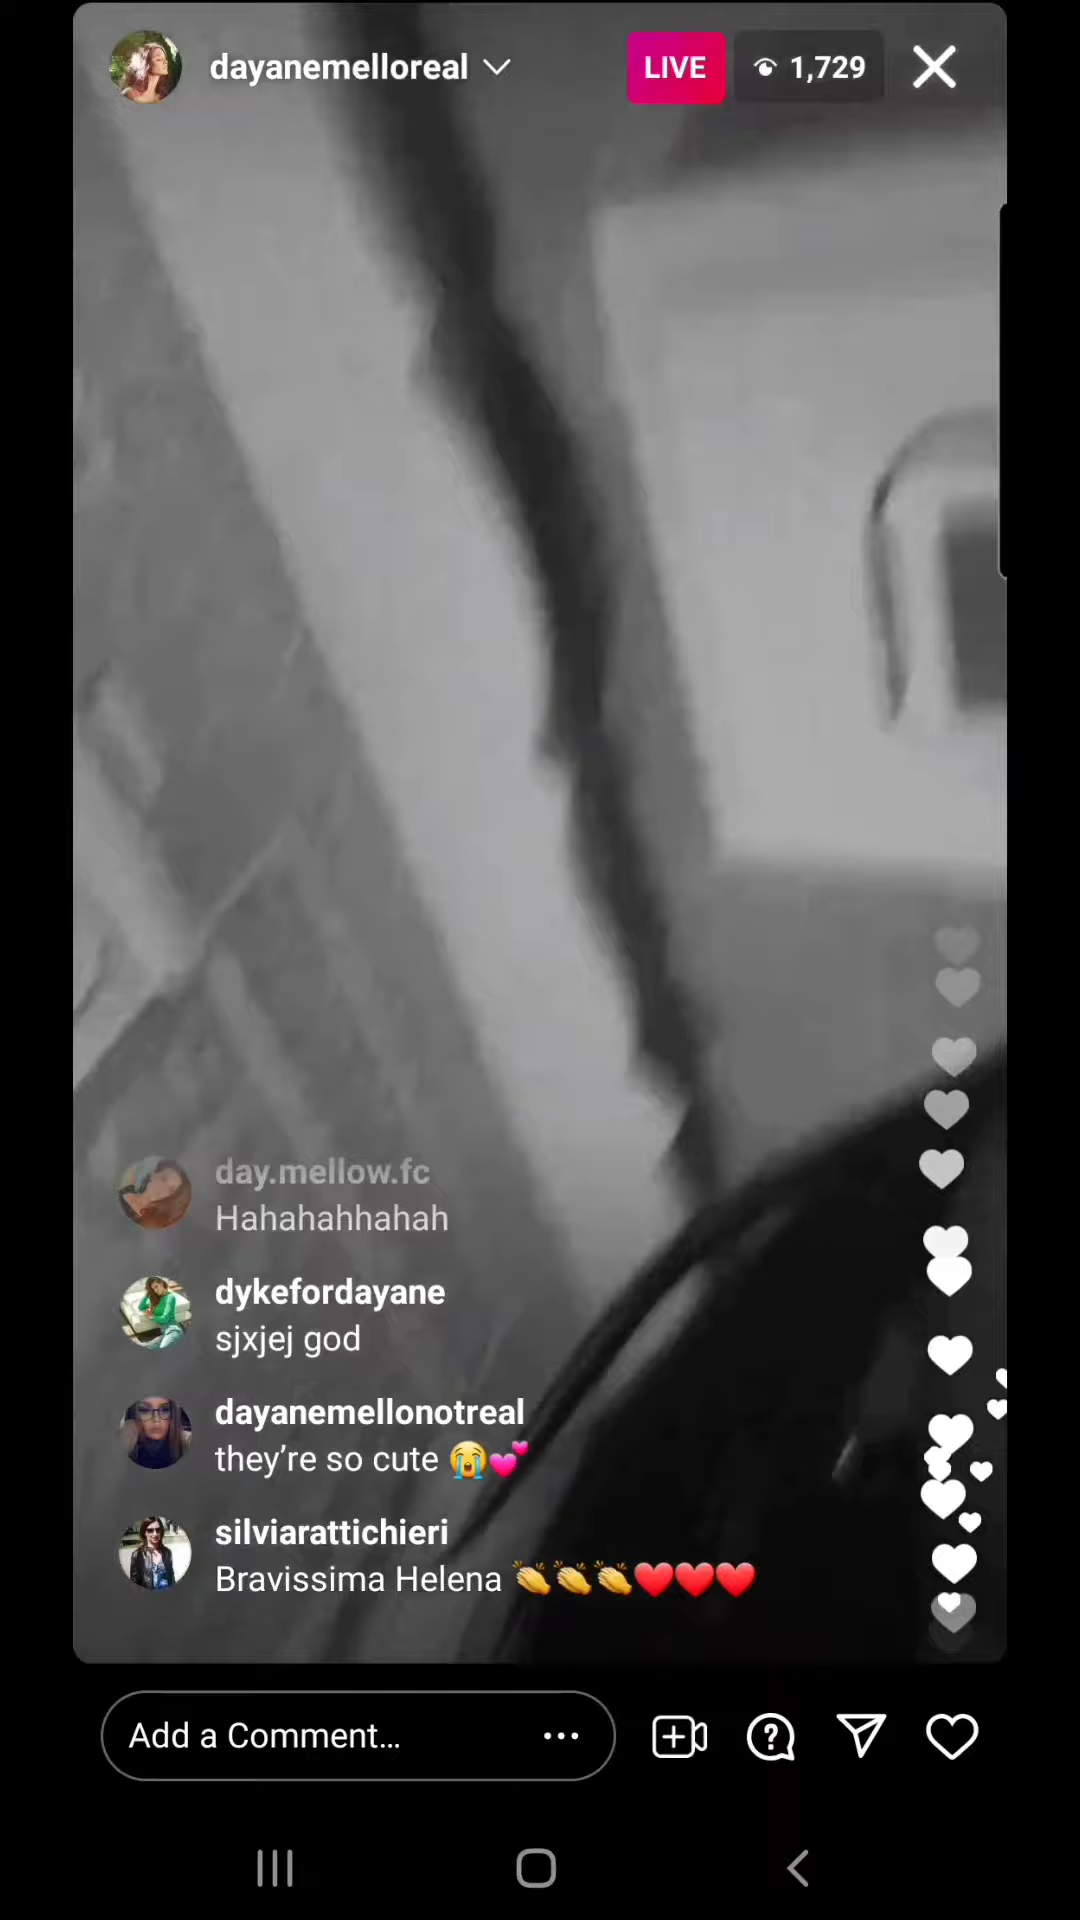 dayanemelloreal
LIVE
1,729
day.mellow.fc
Hahahahhahah
dykefordayane
sjxjej god
dayanemellonotreal
they’re so cute 😭💕
silviarattichieri
Bravissima Helena 👏👏👏❤️❤️❤️
Add a Comment...